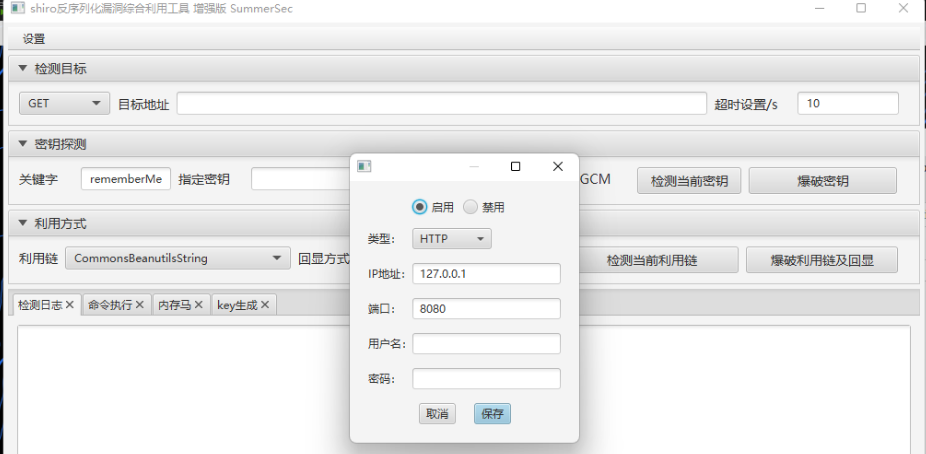 shiro反序列化漏洞综合利用工具 增强版 SummerSec
设置
检测目标
GET 目标地址 超时设置/s 10
密钥探测
关键字 rememberMe 指定密钥 GCM 检测当前密钥 爆破密钥
利用方式
利用链 CommonsBeanutilsString 回显方式 检测当前利用链 爆破利用链及回显
检测日志 命令执行 内存马 key生成
启用 禁用
类型: HTTP
IP地址: 127.0.0.1
端口: 8080
用户名:
密码:
取消 保存